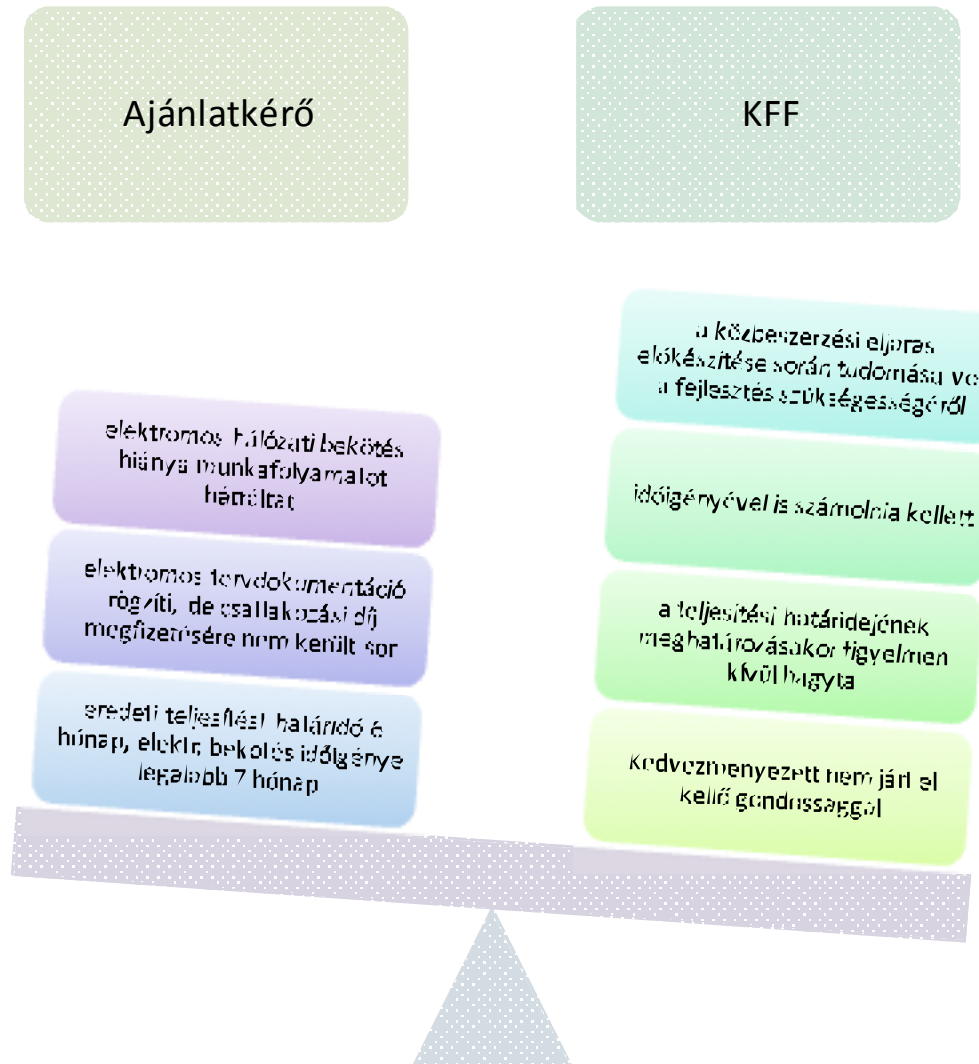 Ajánlatkérő
KFF
elektromos hálózati bekötés
hiánya munkafolyamatot
hátráltat
elektromos tervdokumentáció
rögzíti, de csatlakozási díj
megfizetésére nem került sor
eredeti teljesítési határidő 6
hónap, elektr. bekötés időigénye
legalább 7 hónap
a közbeszerzési eljárás
előkészítése során tudomása vo
a fejlesztés szükségességéről
időigényével is számolnia kellett
a teljesítési határidejének
meghatározásakor figyelmen
kívül hagyta
Kedvezményezett nem járt el
kellő gondossággal